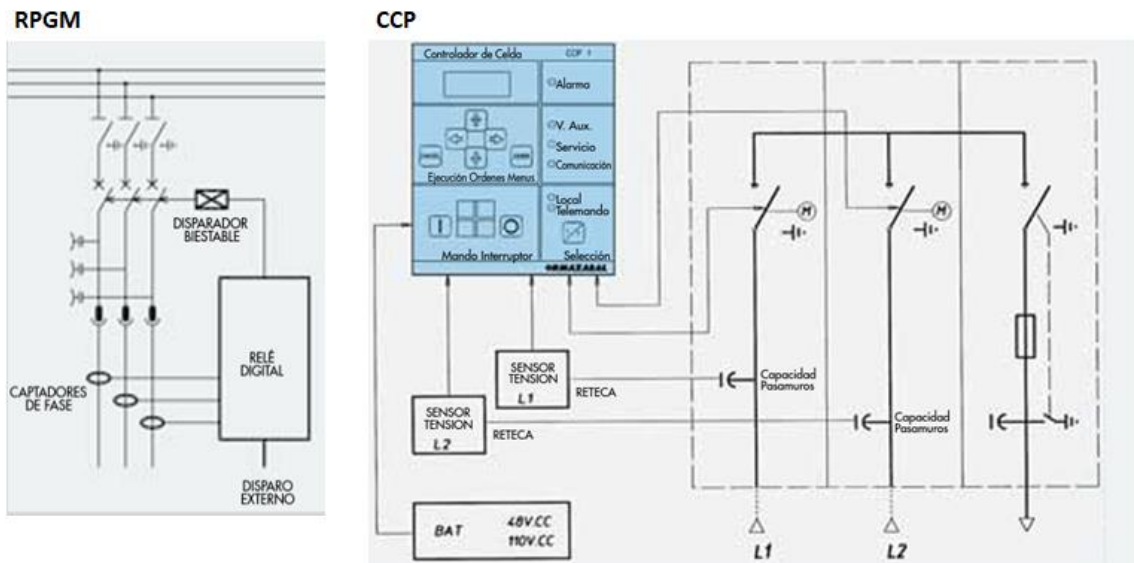 RPGM
CCP
DISPARADOR
BIESTABLE
RELÉ
DIGITAL
CAPTADORES
DE FASE
DISPARO
EXTERNO
Controlador de Celda
CCP 1
Alarma
V. Aux.
Servicio
Comunicación
Ejecución Ordenes Menus
Local
Telemando
Mando Interruptor
Selección
ORMAZABAL
M
M
SENSOR
TENSION
L1
RETECA
Capacidad
Pasamuros
SENSOR
TENSION
L2
RETECA
Capacidad
Pasamuros
BAT
48V.CC
110V.CC
L1
L2